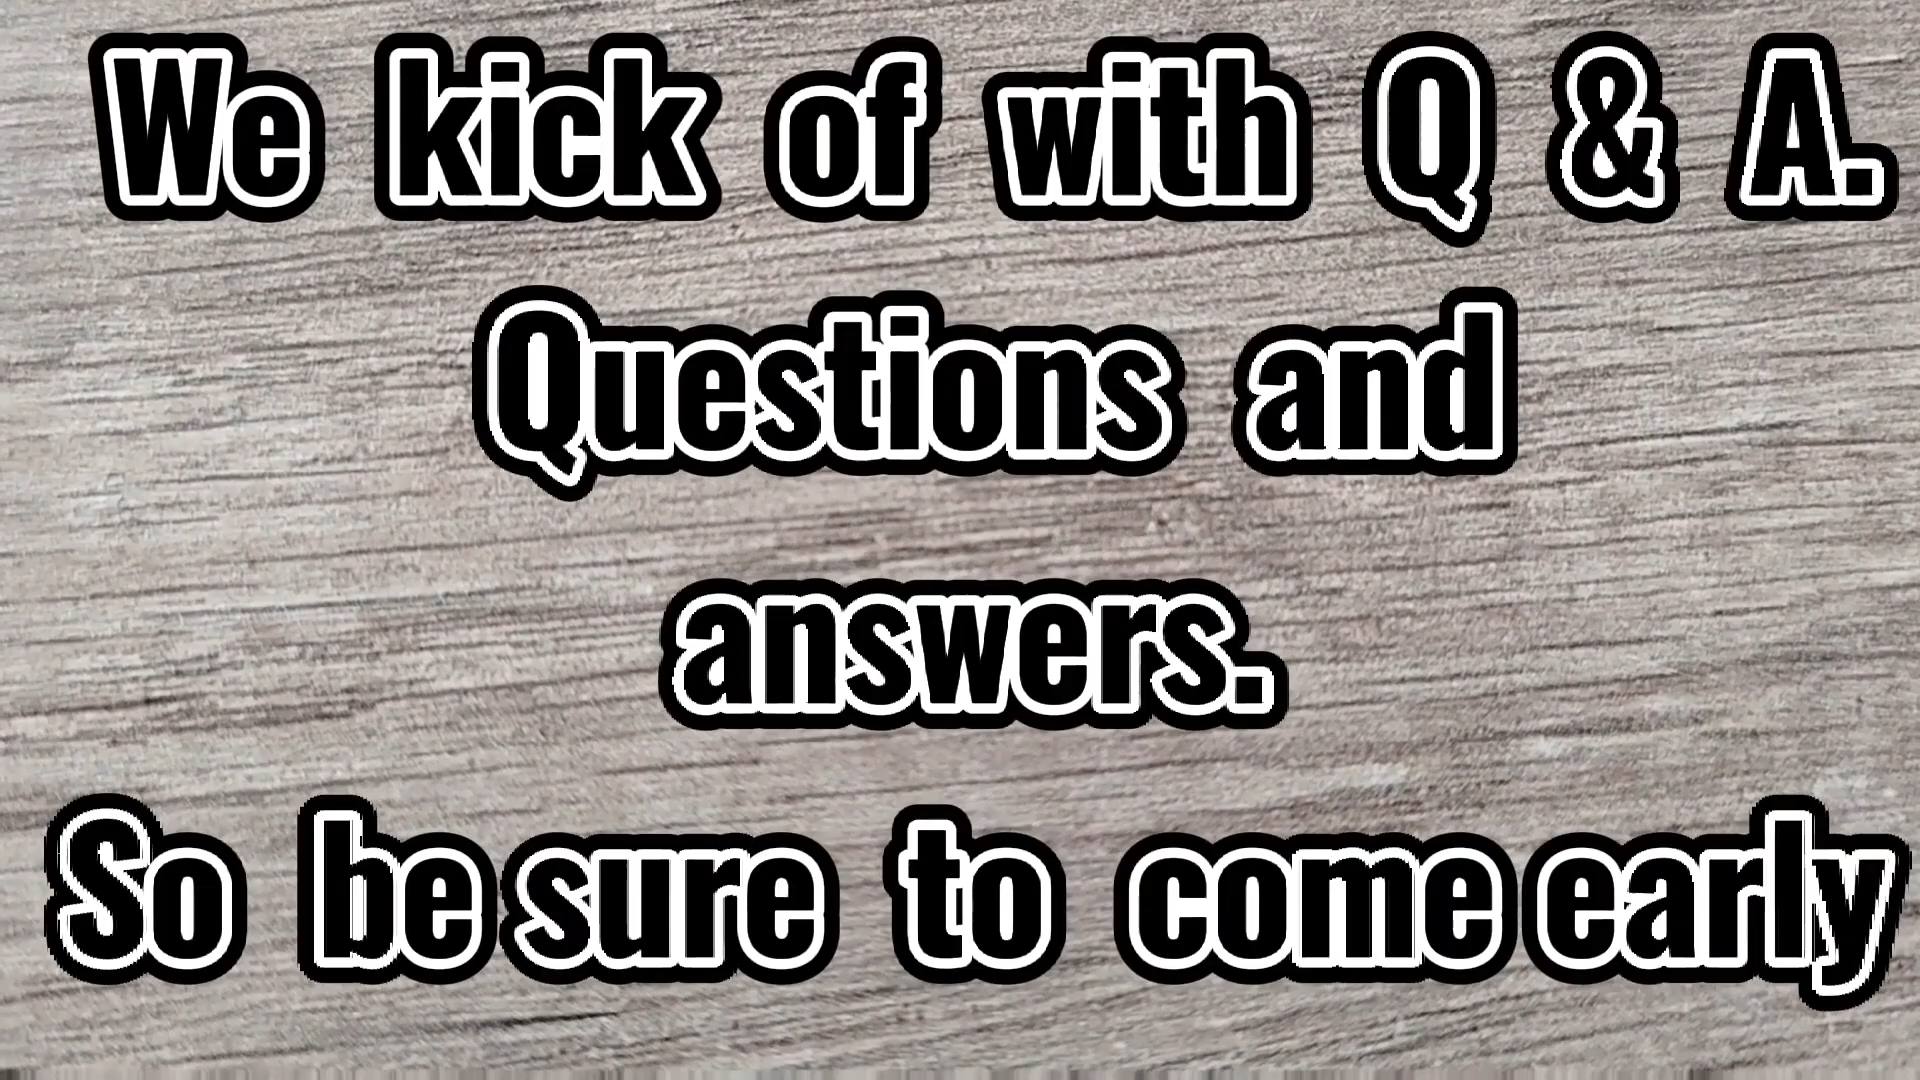 We kick of with Q & A.
Questions and
answers.
So be sure to come early